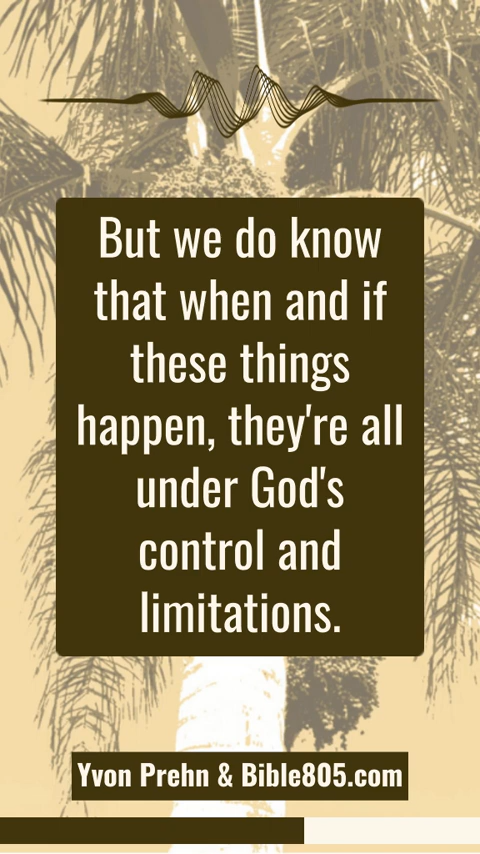 But we do know
that when and if
these things
happen, they're all
under God's
control and
limitations.
Yvon Prehn & Bible805.com